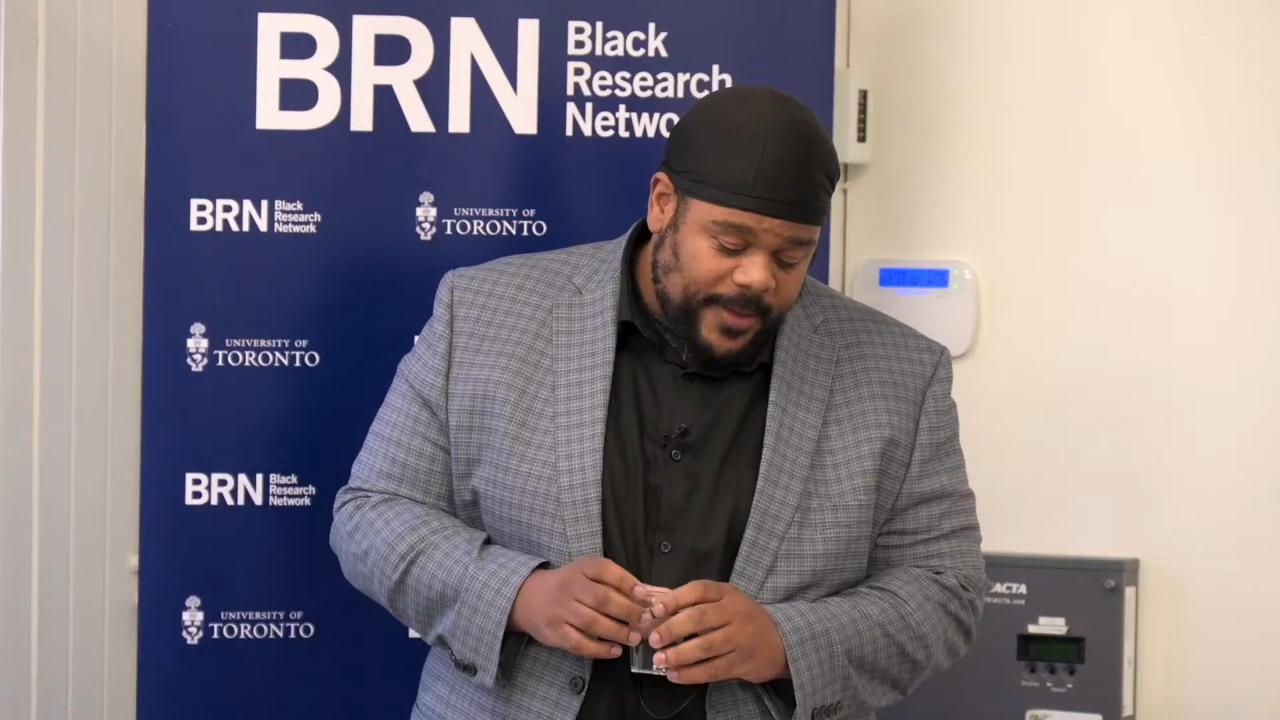 BRN
Black
Research
Netwo
BRN
Black
Research
Network
UNIVERSITY OF
TORONTO
UNIVERSITY OF
TORONTO
BRN
Black
Research
Network
UNIVERSITY OF
TORONTO
ACTA